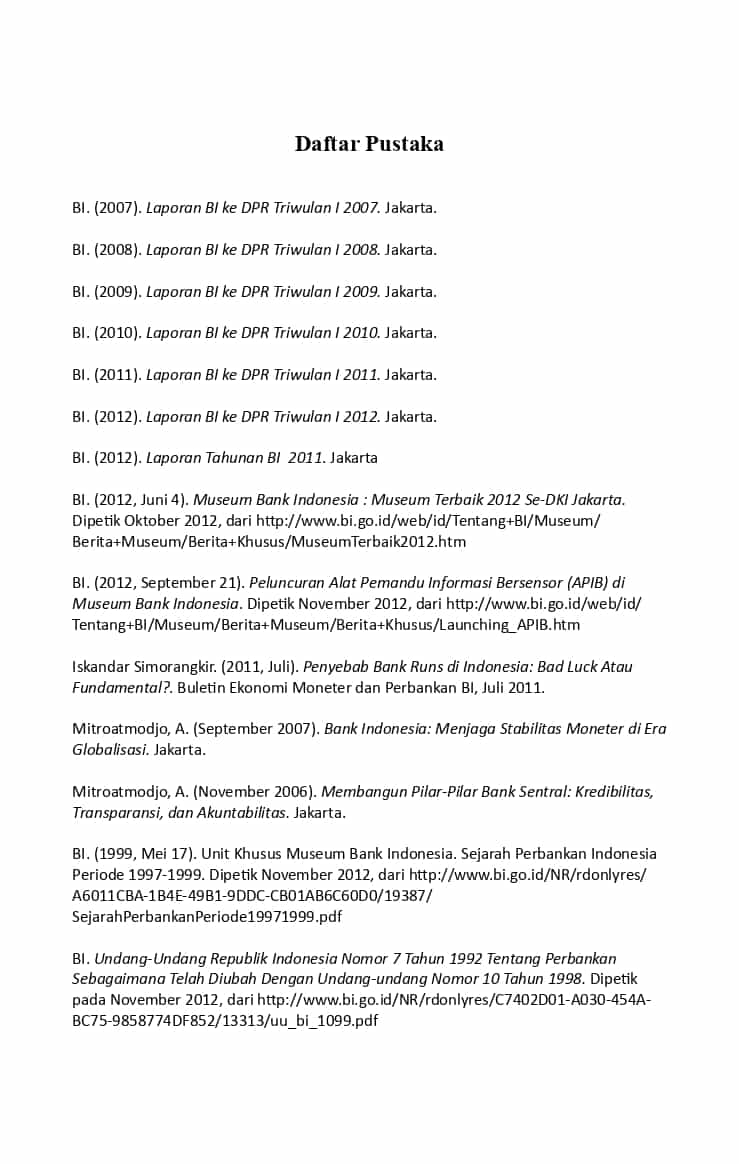 Daftar Pustaka
BI. (2007). Laporan BI ke DPR Triwulan I 2007. Jakarta.
BI. (2008). Laporan BI ke DPR Triwulan I 2008. Jakarta.
BI. (2009). Laporan BI ke DPR Triwulan I 2009. Jakarta.
BI. (2010). Laporan BI ke DPR Triwulan I 2010. Jakarta.
BI. (2011). Laporan BI ke DPR Triwulan I 2011. Jakarta.
BI. (2012). Laporan BI ke DPR Triwulan I 2012. Jakarta.
BI. (2012). Laporan Tahunan BI  2011. Jakarta
BI. (2012, Juni 4). Museum Bank Indonesia : Museum Terbaik 2012 Se-DKI Jakarta.
Dipetik Oktober 2012, dari http://www.bi.go.id/web/id/Tentang+BI/Museum/
Berita+Museum/Berita+Khusus/MuseumTerbaik2012.htm
BI. (2012, September 21). Peluncuran Alat Pemandu Informasi Bersensor (APIB) di
Museum Bank Indonesia. Dipetik November 2012, dari http://www.bi.go.id/web/id/
Tentang+BI/Museum/Berita+Museum/Berita+Khusus/Launching_APIB.htm
Iskandar Simorangkir. (2011, Juli). Penyebab Bank Runs di Indonesia: Bad Luck Atau
Fundamental?. Buletin Ekonomi Moneter dan Perbankan BI, Juli 2011.
Mitroatmodjo, A. (September 2007). Bank Indonesia: Menjaga Stabilitas Moneter di Era
Globalisasi. Jakarta.
Mitroatmodjo, A. (November 2006). Membangun Pilar-Pilar Bank Sentral: Kredibilitas,
Transparansi, dan Akuntabilitas. Jakarta.
BI. (1999, Mei 17). Unit Khusus Museum Bank Indonesia. Sejarah Perbankan Indonesia
Periode 1997-1999. Dipetik November 2012, dari http://www.bi.go.id/NR/rdonlyres/
A6011CBA-1B4E-49B1-9DDC-CB01AB6C60D0/19387/
SejarahPerbankanPeriode19971999.pdf
BI. Undang-Undang Republik Indonesia Nomor 7 Tahun 1992 Tentang Perbankan
Sebagaimana Telah Diubah Dengan Undang-undang Nomor 10 Tahun 1998. Dipetik
pada November 2012, dari http://www.bi.go.id/NR/rdonlyres/C7402D01-A030-454A-
BC75-9858774DF852/13313/uu_bi_1099.pdf